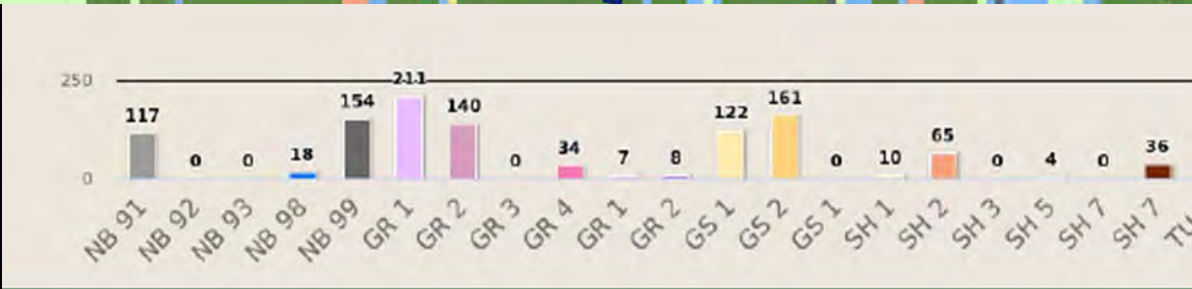 250
211
117
154
140
122
161
0
0
18
0
34
7
8
0
10
65
0
4
0
36
0
NB 91
NB 92
NB 93
NB 98
NB 99
GR 1
GR 2
GR 3
GR 4
GR 1
GR 2
GS 1
GS 2
GS 1
SH 1
SH 2
SH 3
SH 5
SH 7
SH 7
TU